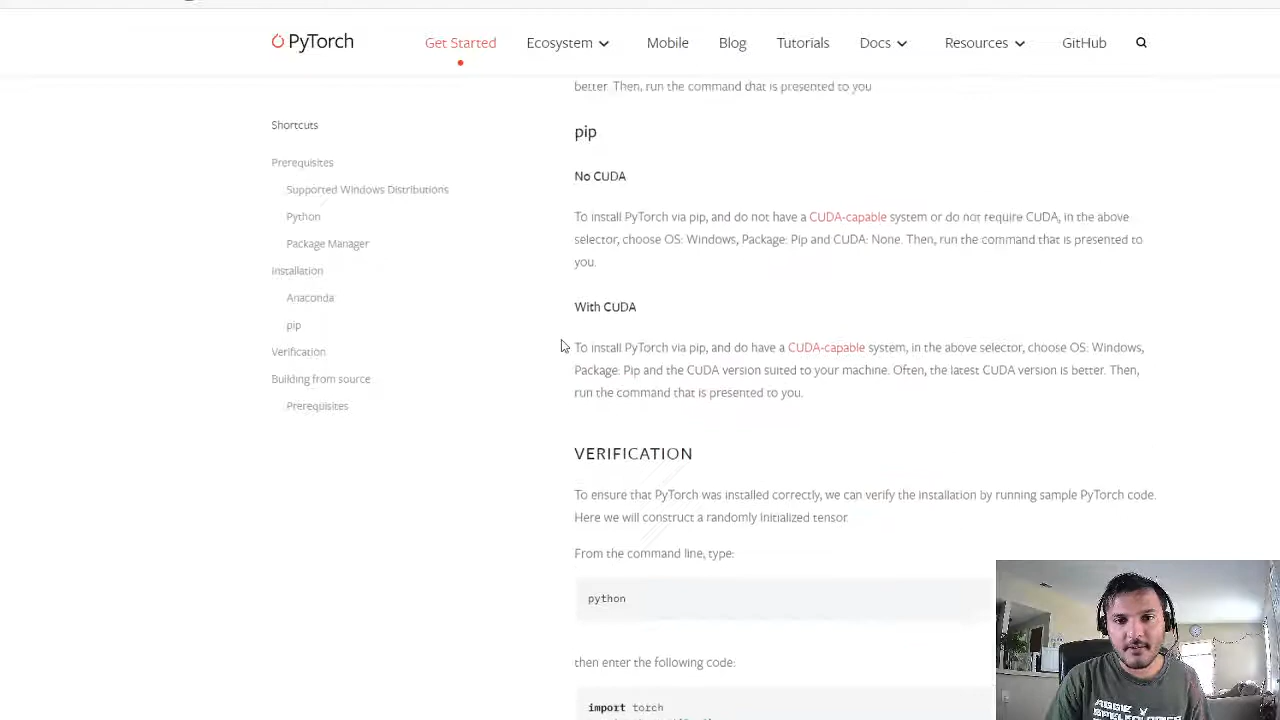 PyTorch
Get Started
Ecosystem
Mobile
Blog
Tutorials
Docs
Resources
GitHub
better. Then, run the command that is presented to you
Shortcuts
Prerequisites
Supported Windows Distributions
Python
Package Manager
Installation
Anaconda
pip
Verification
Building from source
Prerequisites
pip
No CUDA
To install PyTorch via pip, and do not have a CUDA-capable system or do not require CUDA, in the above
selector, choose OS: Windows, Package: Pip and CUDA: None. Then, run the command that is presented to
you.
With CUDA
To install PyTorch via pip, and do have a CUDA-capable system, in the above selector, choose OS: Windows,
Package: Pip and the CUDA version suited to your machine. Often, the latest CUDA version is better. Then,
run the command that is presented to you.
VERIFICATION
To ensure that PyTorch was installed correctly, we can verify the installation by running sample PyTorch code.
Here we will construct a randomly initialized tensor
From the command line, type:
python
then enter the following code:
import torch